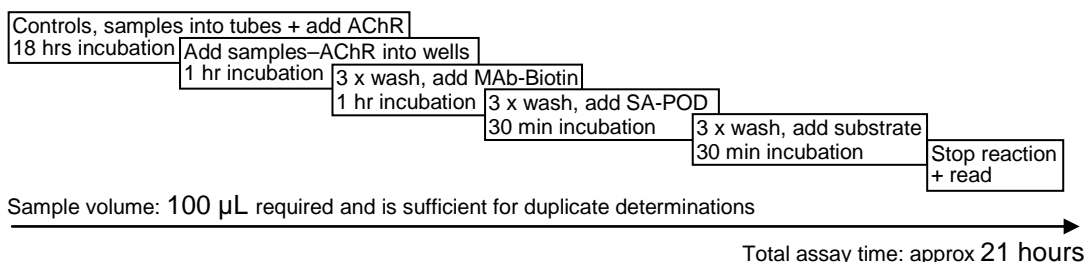 Controls, samples into tubes + add AChR
18 hrs incubation
Add samples–AChR into wells
1 hr incubation
3 x wash, add MAb-Biotin
1 hr incubation
3 x wash, add SA-POD
30 min incubation
3 x wash, add substrate
30 min incubation
Stop reaction
+ read
Sample volume: 100 µL required and is sufficient for duplicate determinations
Total assay time: approx 21 hours